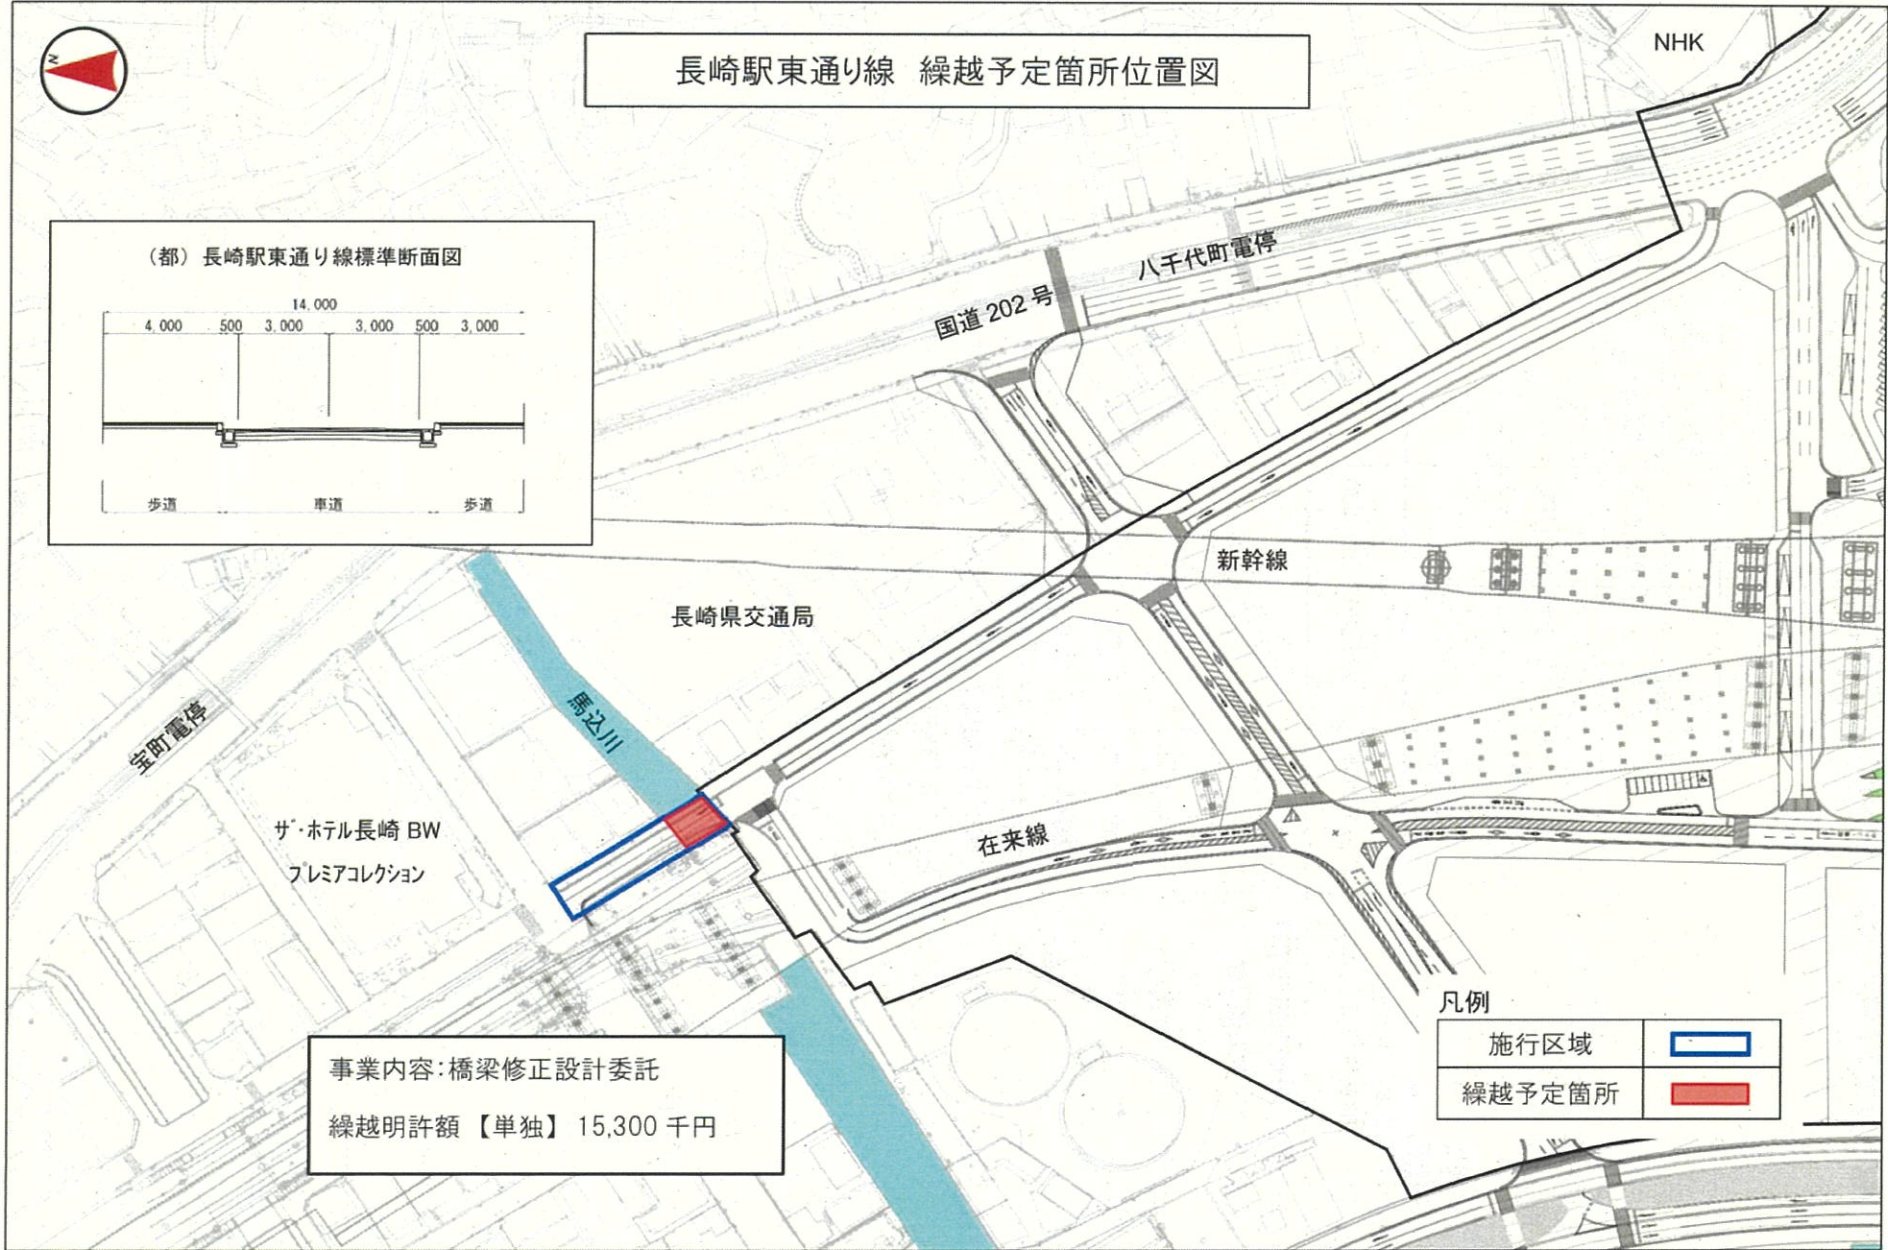 N
長崎駅東通り線 繰越予定箇所位置図
NHK
(都)長崎駅東通り線標準断面図
14,000
4,000 500 3,000 3,000 500 3,000
歩道 車道 歩道
国道 202 号
八千代町電停
新幹線
長崎県交通局
馬込川
宝町電停
ザ・ホテル長崎 BW
プレミアコレクション
在来線
事業内容:橋梁修正設計委託
繰越明許額 【単独】 15,300 千円
凡例
施行区域
繰越予定箇所